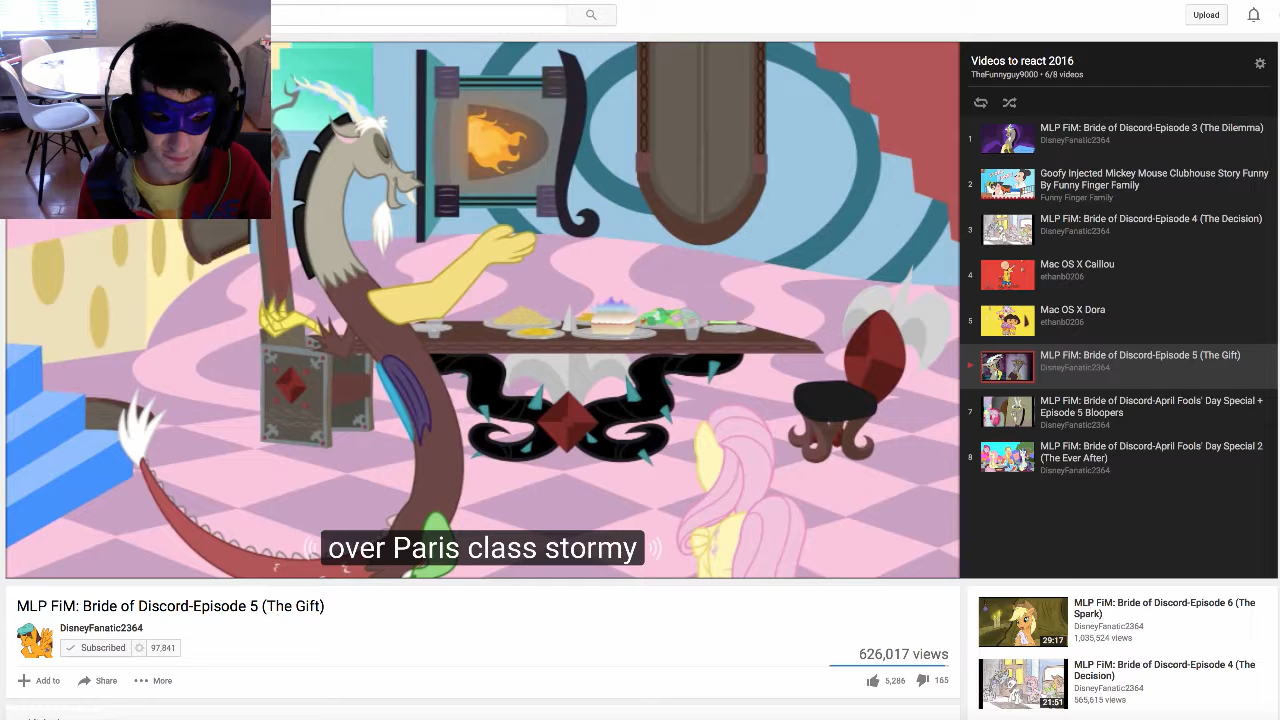 Upload
Videos to react 2016
TheFunnyguy9000 • 6/8 videos
1
MLP FiM: Bride of Discord-Episode 3 (The Dilemma)
DisneyFanatic2364
2
Goofy Injected Mickey Mouse Clubhouse Story Funny
By Funny Finger Family
Funny Finger Family
3
MLP FiM: Bride of Discord-Episode 4 (The Decision)
DisneyFanatic2364
4
Mac OS X Caillou
ethanb0206
5
Mac OS X Dora
ethanb0206
MLP FiM: Bride of Discord-Episode 5 (The Gift)
DisneyFanatic2364
7
MLP FiM: Bride of Discord-April Fools' Day Special +
Episode 5 Bloopers
DisneyFanatic2364
8
MLP FiM: Bride of Discord-April Fools' Day Special 2
(The Ever After)
DisneyFanatic2364
over Paris class stormy
MLP FiM: Bride of Discord-Episode 5 (The Gift)
DisneyFanatic2364
Subscribed 97,841
626,017 views
Add to Share More
5,286 165
MLP FiM: Bride of Discord-Episode 6 (The
Spark)
DisneyFanatic2364
1,035,524 views
29:17
MLP FiM: Bride of Discord-Episode 4 (The
Decision)
DisneyFanatic2364
565,615 views
21:51